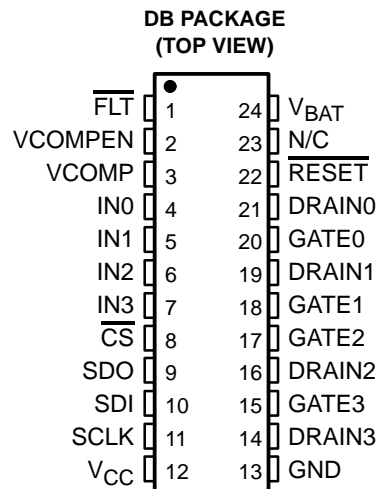 DB PACKAGE
(TOP VIEW)
FLT 1 24 VBAT
VCOMPEN 2 23 N/C
VCOMP 3 22 RESET
IN0 4 21 DRAIN0
IN1 5 20 GATE0
IN2 6 19 DRAIN1
IN3 7 18 GATE1
CS 8 17 GATE2
SDO 9 16 DRAIN2
SDI 10 15 GATE3
SCLK 11 14 DRAIN3
VCC 12 13 GND